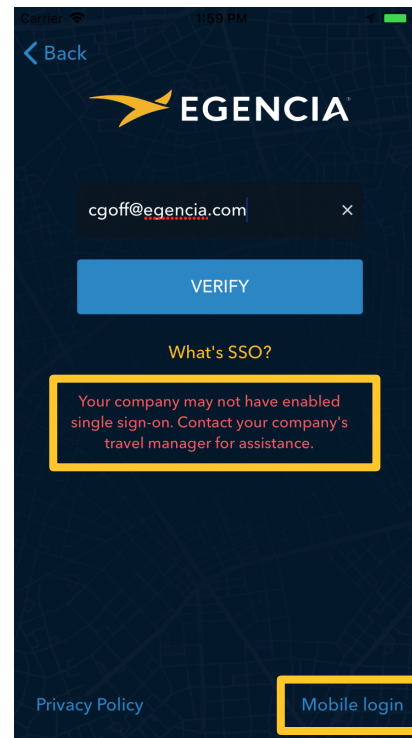 Carrier 1:59 PM
Back
EGENCIA
cgoff@egencia.com
VERIFY
What's SSO?
Your company may not have enabled
single sign-on. Contact your company's
travel manager for assistance.
Privacy Policy Mobile login